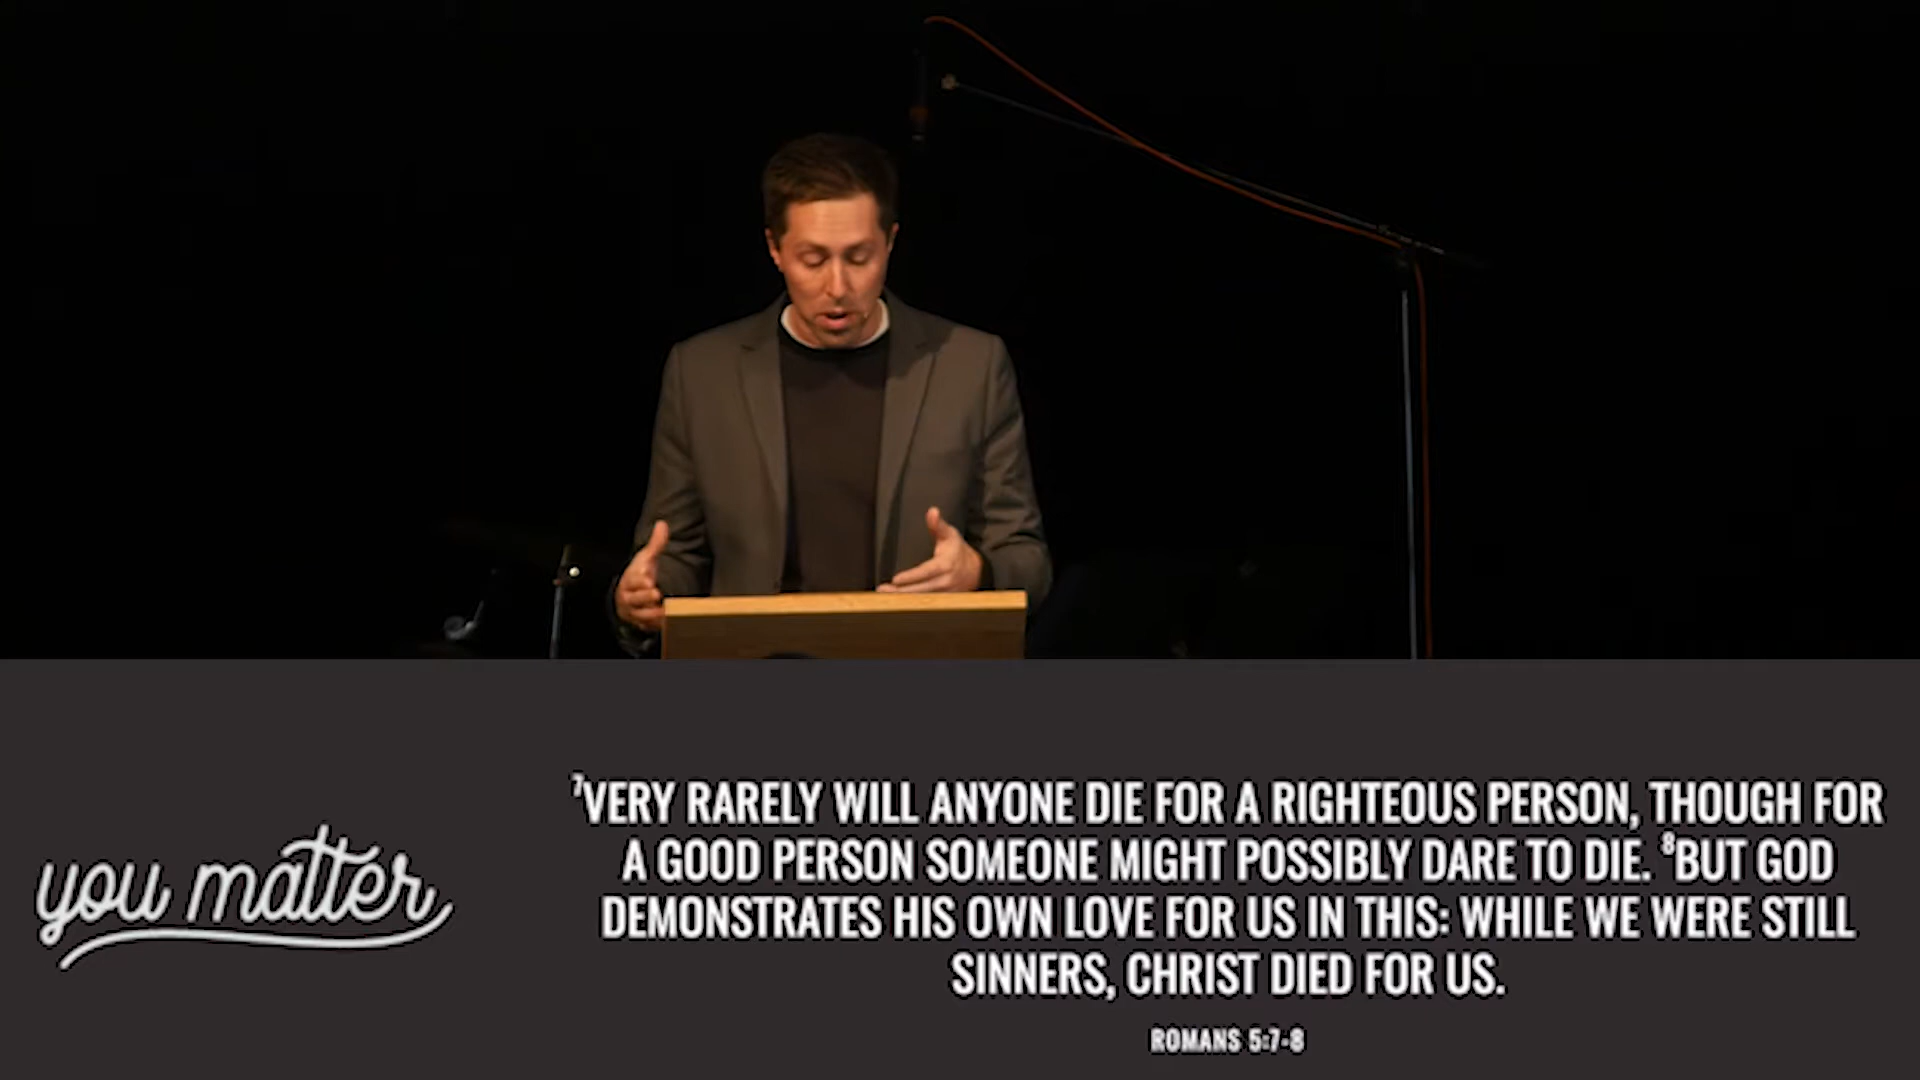 you matter
⁷VERY RARELY WILL ANYONE DIE FOR A RIGHTEOUS PERSON, THOUGH FOR
A GOOD PERSON SOMEONE MIGHT POSSIBLY DARE TO DIE. ⁸BUT GOD
DEMONSTRATES HIS OWN LOVE FOR US IN THIS: WHILE WE WERE STILL
SINNERS, CHRIST DIED FOR US.
ROMANS 5:7-8